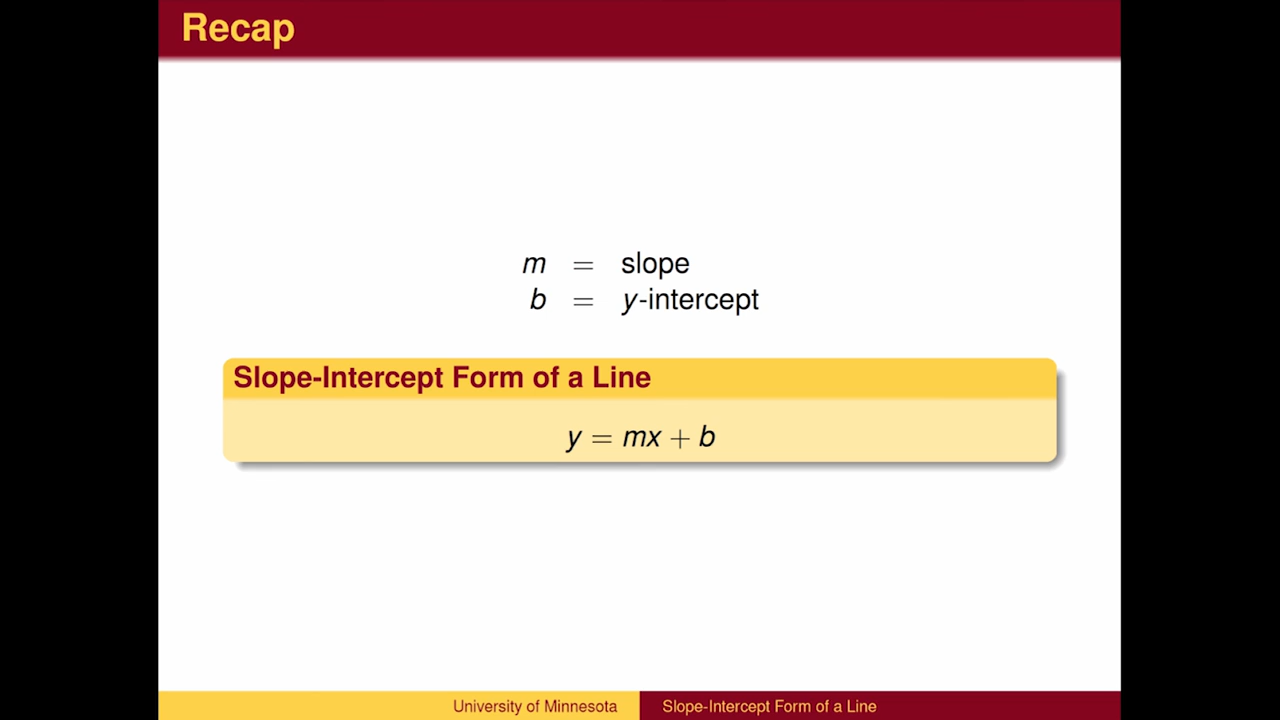 Recap
m = slope
b = y-intercept
Slope-Intercept Form of a Line
y = mx + b
University of Minnesota
Slope-Intercept Form of a Line